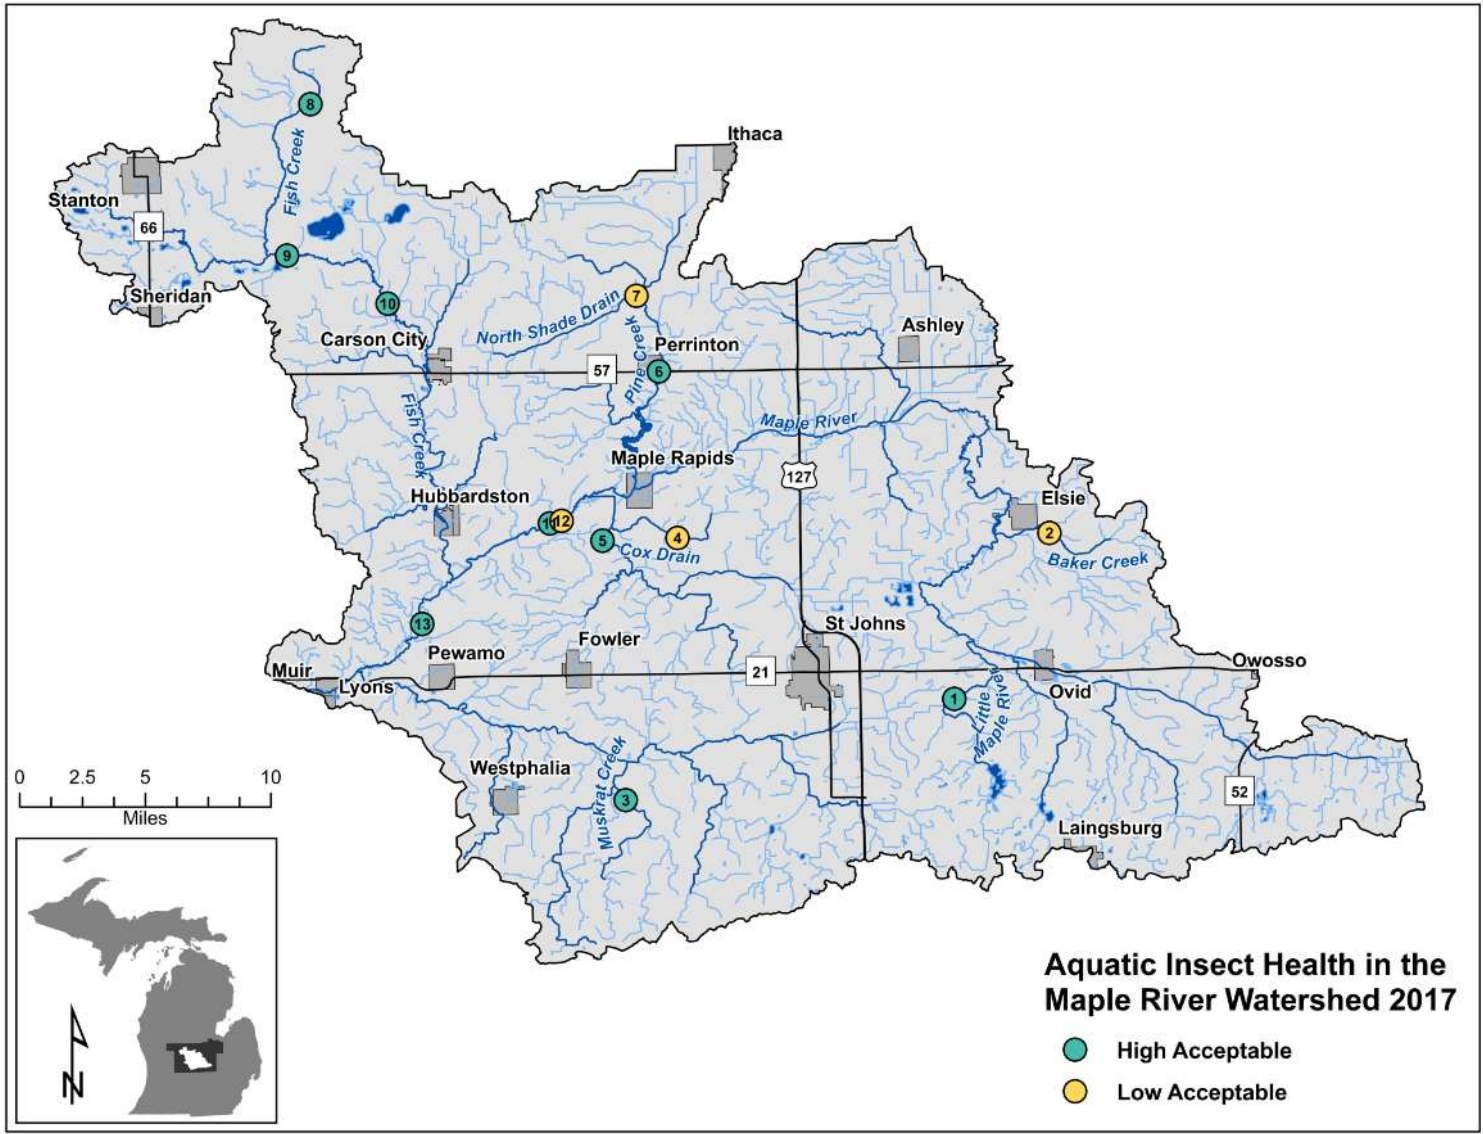 8
Ithaca
Fish Creek
Stanton
66
9
Sheridan
10
7
North Shade Drain
Carson City
Pine Creek
Perrinton
Ashley
57
6
Fish Creek
Maple River
Maple Rapids
127
Hubbardston
Elsie
11
12
5
4
2
Cox Drain
Baker Creek
13
St Johns
Fowler
Pewamo
Muir
Lyons
21
Owosso
Ovid
1
Little
Maple River
0 2.5 5 10
Miles
Westphalia
Muskrat Creek
3
52
Laingsburg
N
Aquatic Insect Health in the
Maple River Watershed 2017
High Acceptable
Low Acceptable